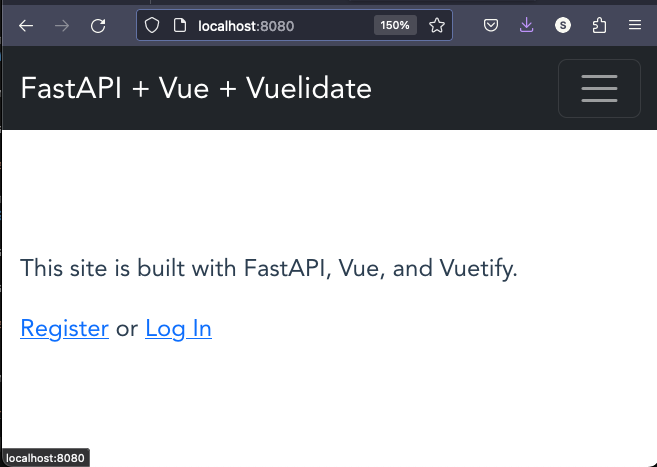 localhost:8080
150%
S
FastAPI + Vue + Vuelidate
This site is built with FastAPI, Vue, and Vuetify.
Register or Log In
localhost:8080